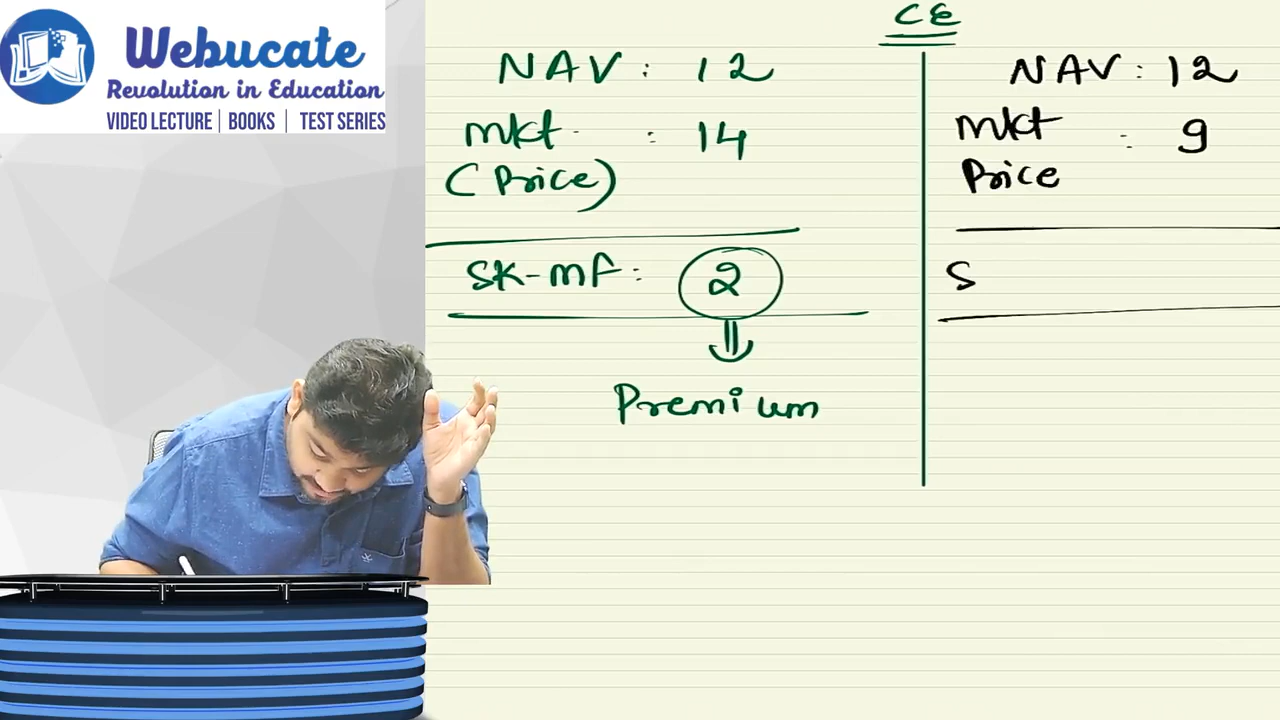 Webucate
Revolution in Education
VIDEO LECTURE | BOOKS | TEST SERIES
CE
NAV : 12
mkt : 14
(Price)
SK-MF : 2
Premium
NAV : 12
mkt : 9
Price
S